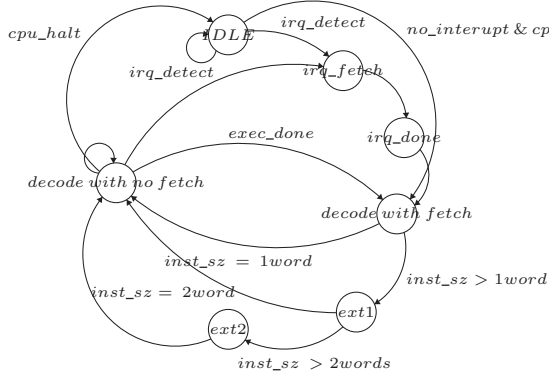 cpu_halt
IDLE
irq_detect
no_interupt & cp
irq_detect
irq_fetch
irq_done
exec_done
decode with no fetch
decode with fetch
inst_sz = 1word
inst_sz > 1word
inst_sz = 2word
ext1
ext2
inst_sz > 2words